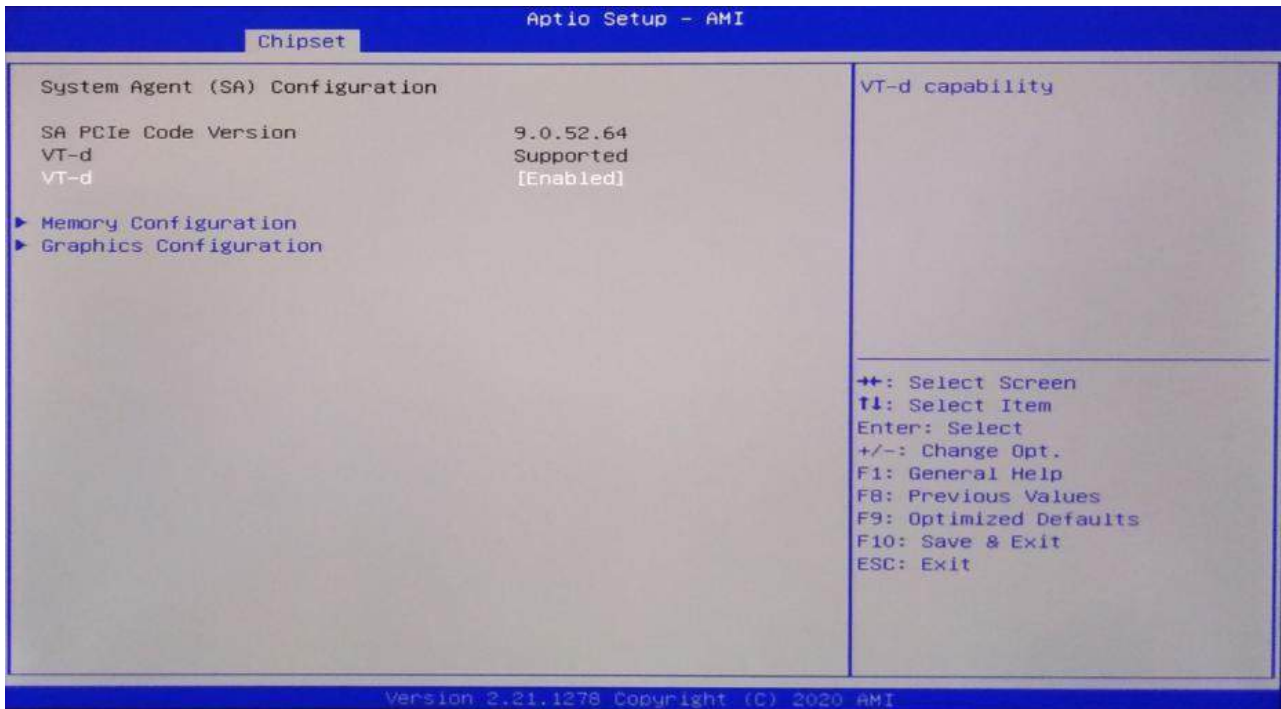 Aptio Setup - AMI
Chipset
System Agent (SA) Configuration
SA PCIe Code Version 9.0.52.64
VT-d Supported
VT-d [Enabled]
▶ Memory Configuration
▶ Graphics Configuration
VT-d capability
→←: Select Screen
↑↓: Select Item
Enter: Select
+/-: Change Opt.
F1: General Help
F8: Previous Values
F9: Optimized Defaults
F10: Save & Exit
ESC: Exit
Version 2.21.1278 Copyright (C) 2020 AMI